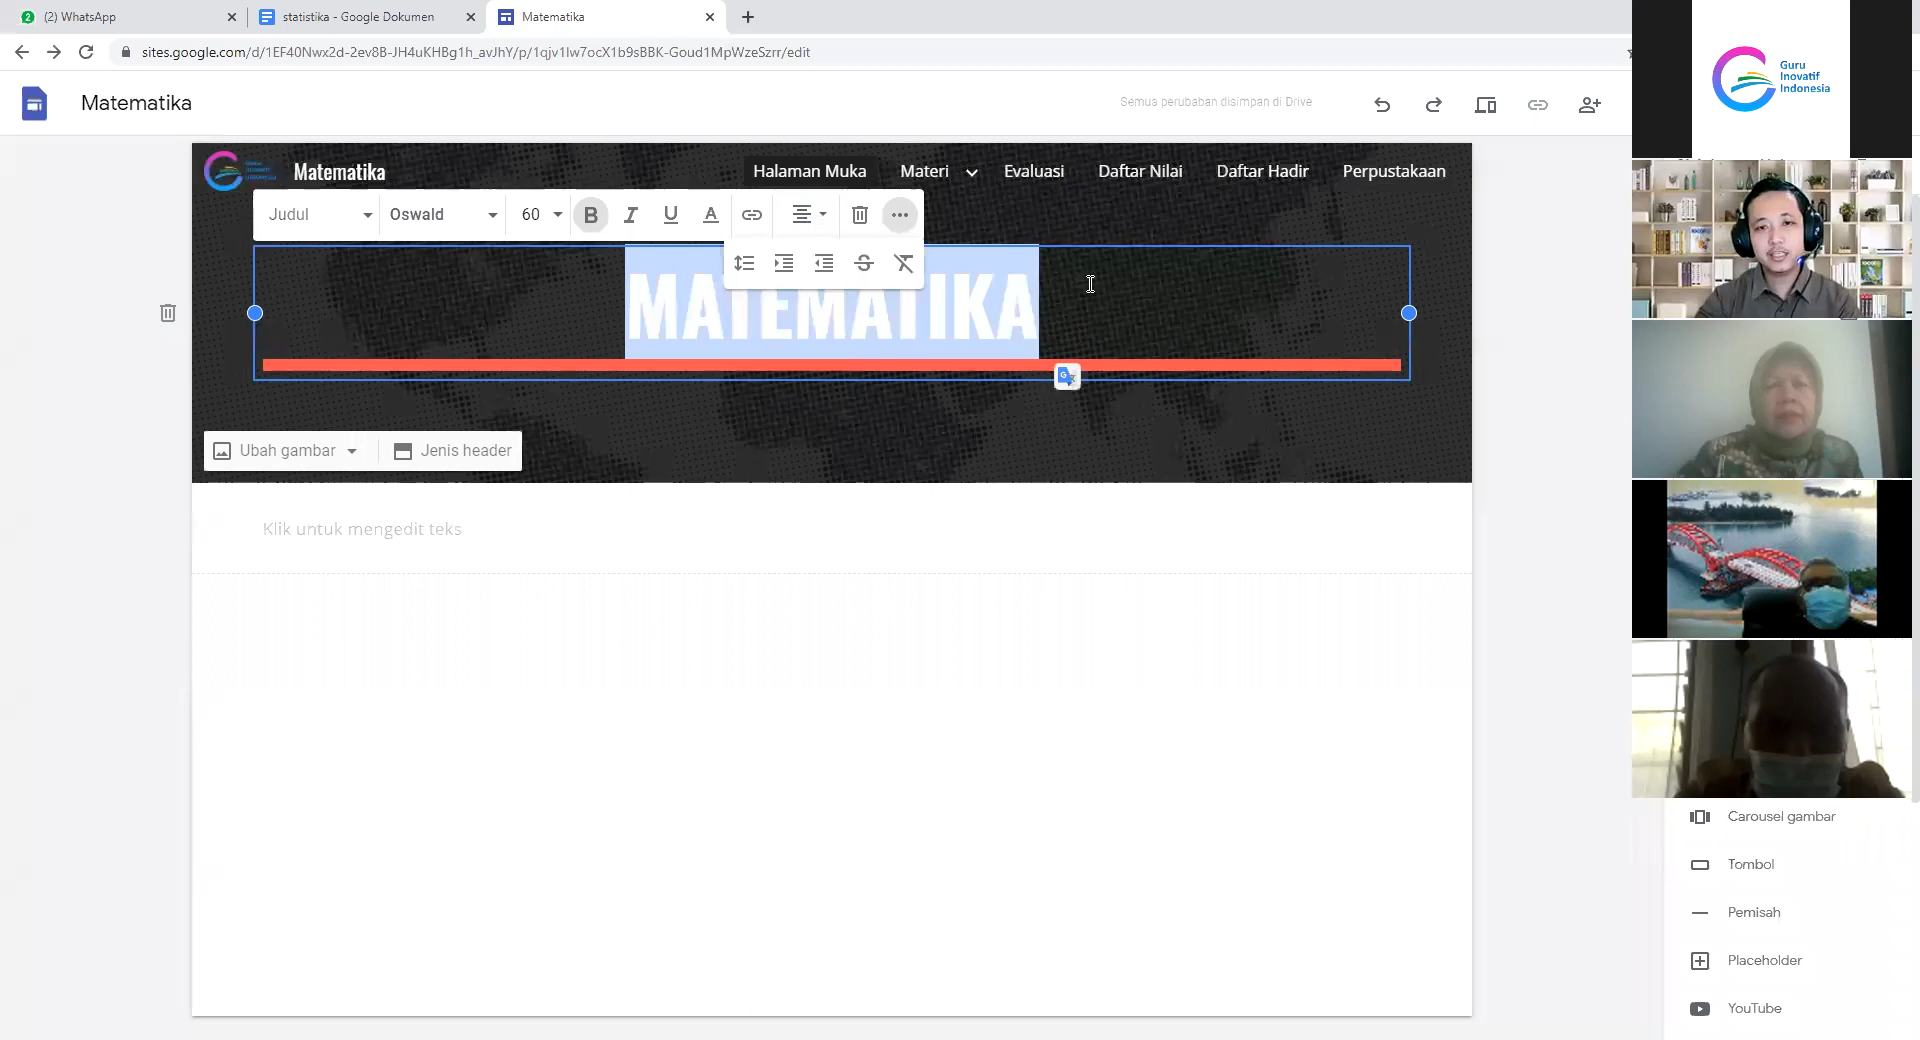 (2) WhatsApp
statistika - Google Dokumen
Matematika
sites.google.com/d/1EF40Nwx2d-2ev8B-JH4uKHBg1h_avJhY/p/1qjv1lw7ocX1b9sBBK-Goud1MpWzeSzrr/edit
Matematika
Semua perubaban disimpan di Drive
Guru
Inovatif
Indonesia
Matematika
Halaman Muka
Materi
Evaluasi
Daftar Nilai
Daftar Hadir
Perpustakaan
Judul
Oswald
60
B
I
U
A
MATEMATIKA
Ubah gambar
Jenis header
Klik untuk mengedit teks
Carousel gambar
Tombol
Pemisah
Placeholder
YouTube